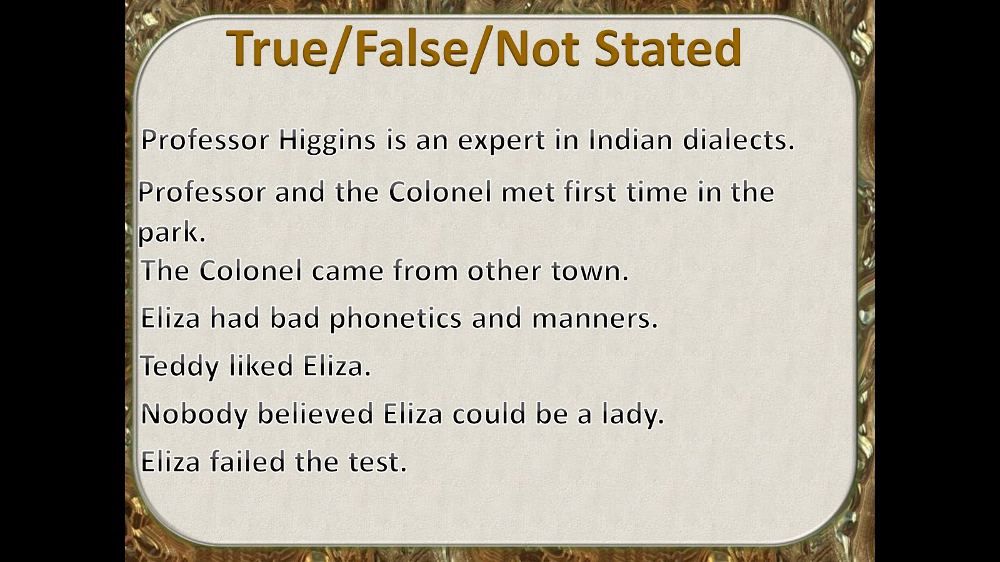 True/False/Not Stated
Professor Higgins is an expert in Indian dialects.
Professor and the Colonel met first time in the
park.
The Colonel came from other town.
Eliza had bad phonetics and manners.
Teddy liked Eliza.
Nobody believed Eliza could be a lady.
Eliza failed the test.